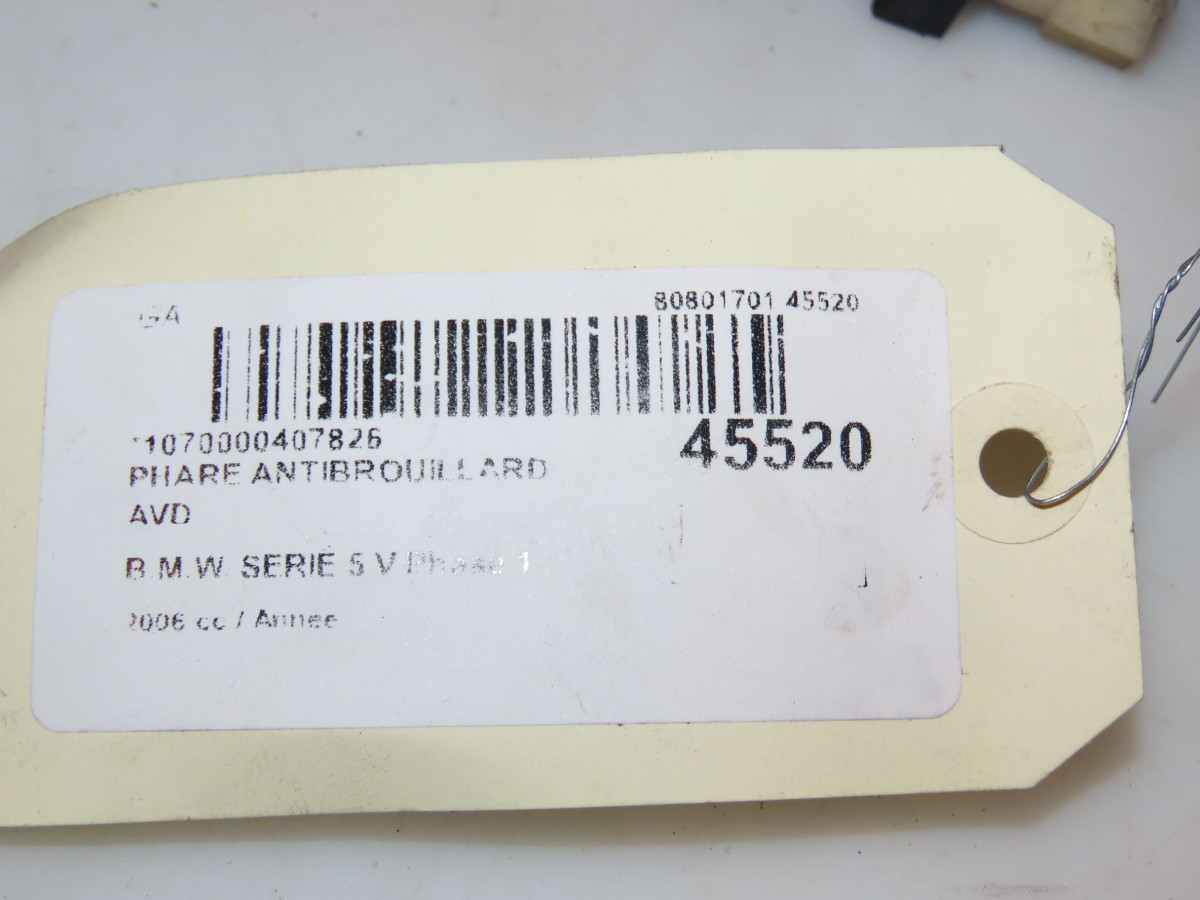 80801701 45520
1070000407826
45520
PHARE ANTIBROUILLARD
AVD
B.M.W. SERIE 5 V Phase 1
2006 cc / Annee